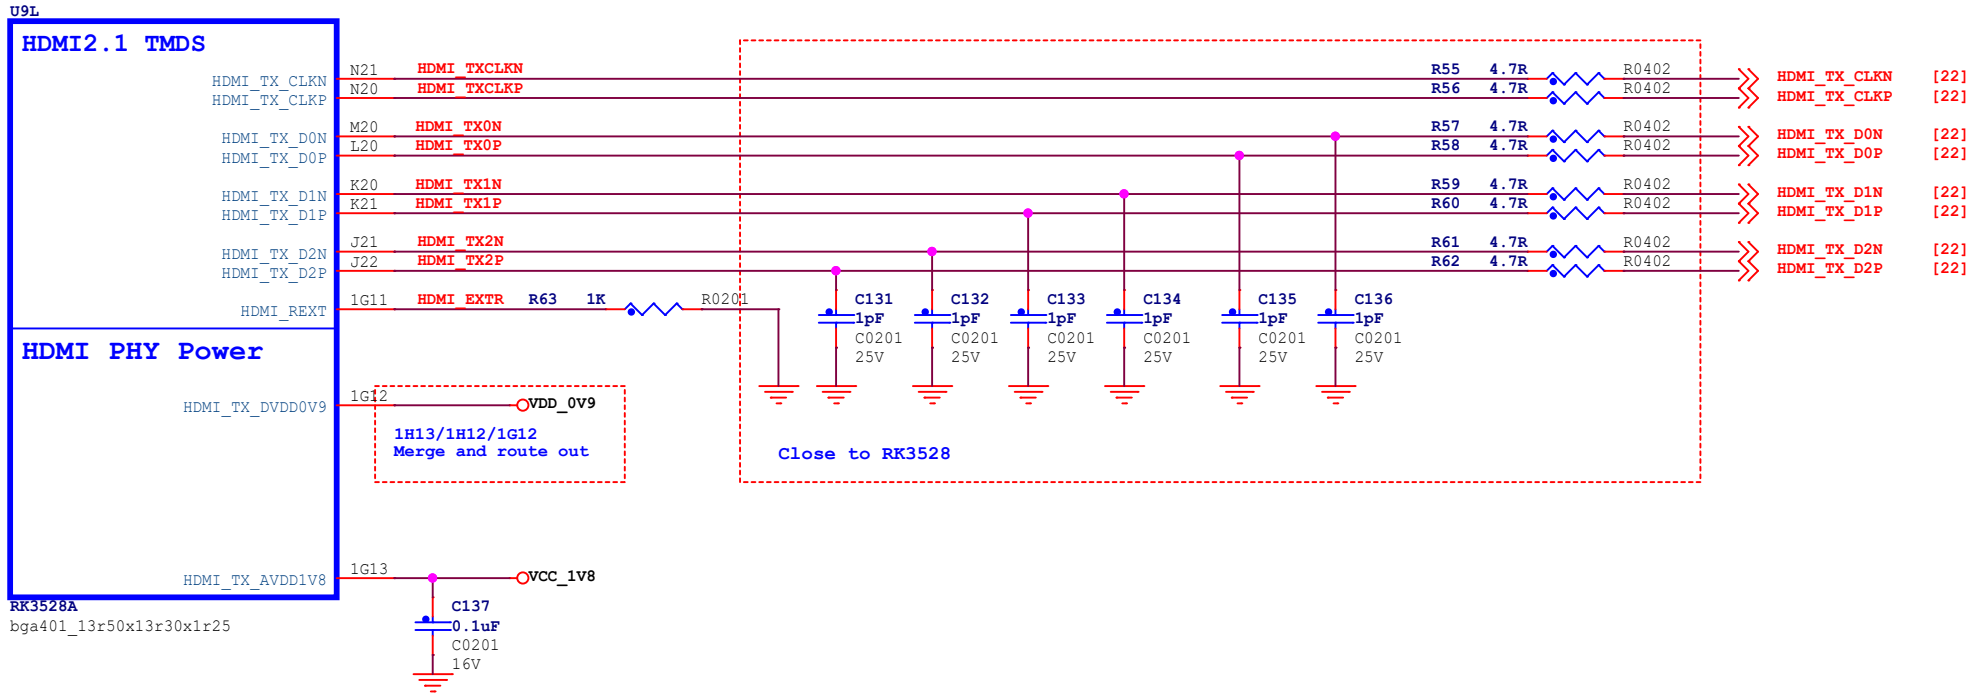 U9L
HDMI2.1 TMDS
HDMI_TX_CLKN N21 HDMI_TXCLKN R55 4.7R R0402 HDMI_TX_CLKN [22]
HDMI_TX_CLKP N20 HDMI_TXCLKP R56 4.7R R0402 HDMI_TX_CLKP [22]
HDMI_TX_D0N M20 HDMI_TX0N R57 4.7R R0402 HDMI_TX_D0N [22]
HDMI_TX_D0P L20 HDMI_TX0P R58 4.7R R0402 HDMI_TX_D0P [22]
HDMI_TX_D1N K20 HDMI_TX1N R59 4.7R R0402 HDMI_TX_D1N [22]
HDMI_TX_D1P K21 HDMI_TX1P R60 4.7R R0402 HDMI_TX_D1P [22]
HDMI_TX_D2N J21 HDMI_TX2N R61 4.7R R0402 HDMI_TX_D2N [22]
HDMI_TX_D2P J22 HDMI_TX2P R62 4.7R R0402 HDMI_TX_D2P [22]
HDMI_REXT 1G11 HDMI_EXTR R63 1K R0201 C131 C132 C133 C134 C135 C136
1pF 1pF 1pF 1pF 1pF 1pF
C0201 C0201 C0201 C0201 C0201 C0201
25V 25V 25V 25V 25V 25V
HDMI PHY Power
HDMI_TX_DVDD0V9 1G12 VDD_0V9
1H13/1H12/1G12
Merge and route out
Close to RK3528
HDMI_TX_AVDD1V8 1G13 VCC_1V8
RK3528A
bga401_13r50x13r30x1r25
C137
0.1uF
C0201
16V